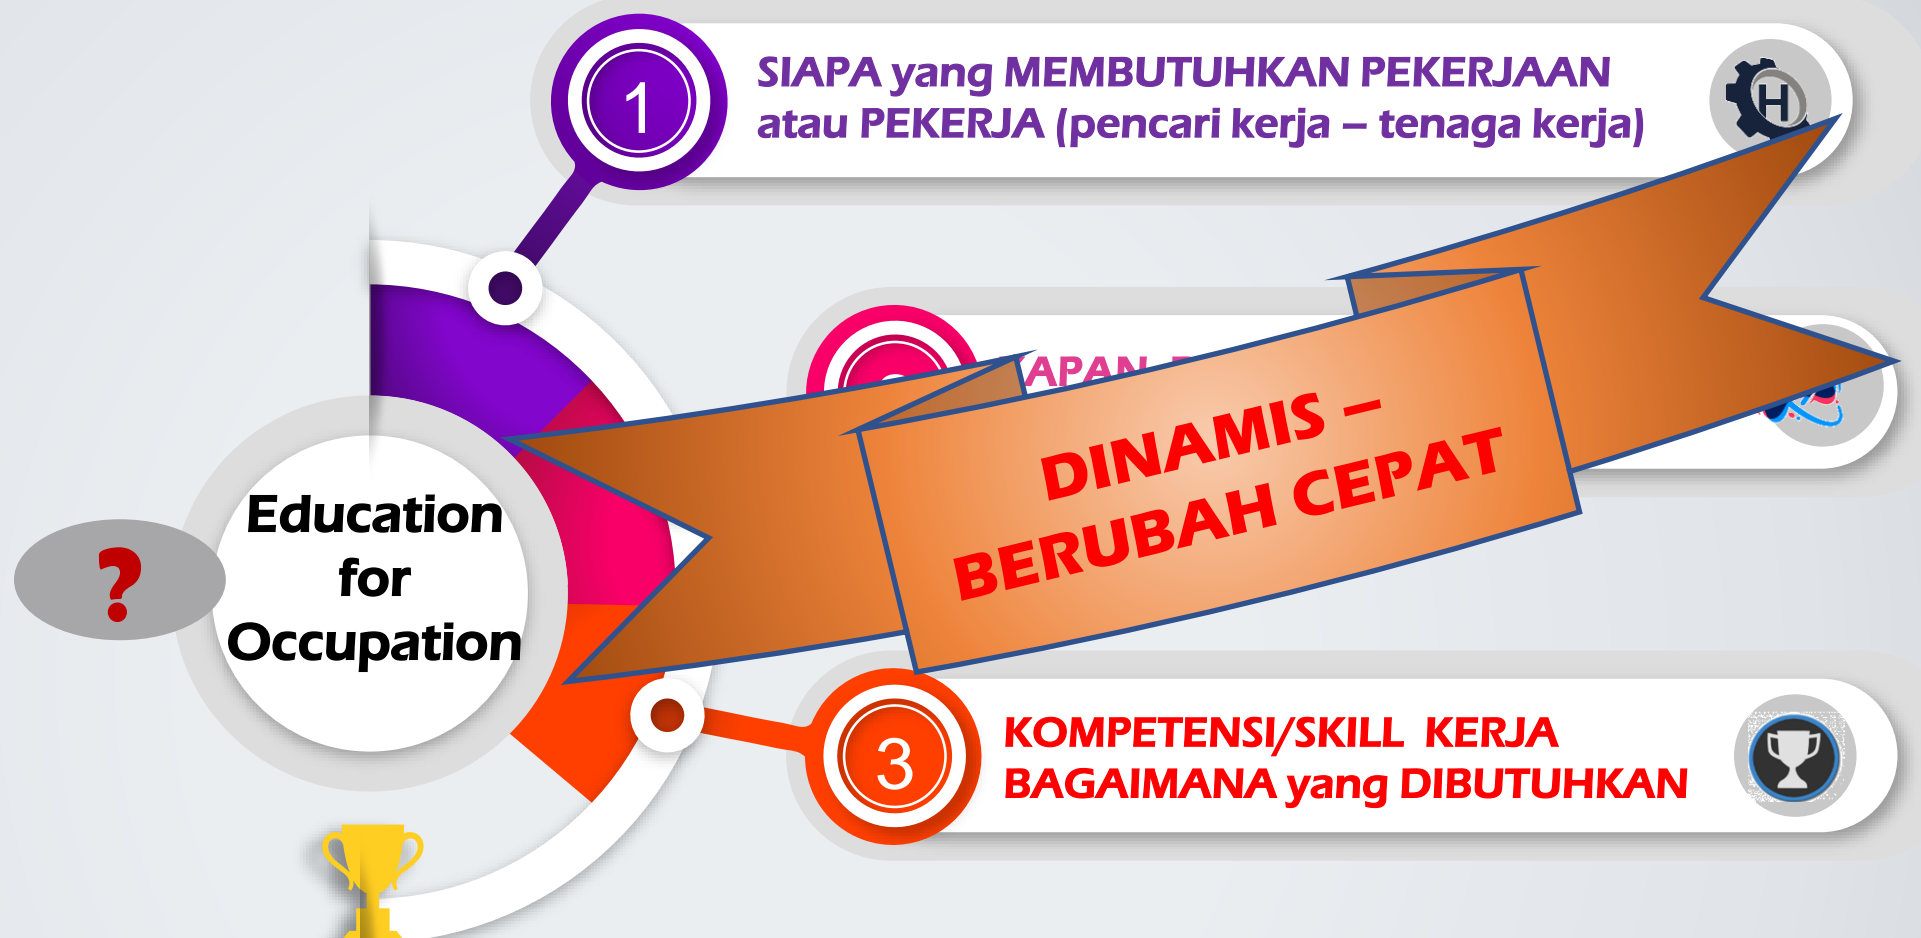 1
SIAPA yang MEMBUTUHKAN PEKERJAAN
atau PEKERJA (pencari kerja – tenaga kerja)
H
KAPAN
DINAMIS –
BERUBAH CEPAT
Education
for
Occupation
?
3
KOMPETENSI/SKILL KERJA
BAGAIMANA yang DIBUTUHKAN